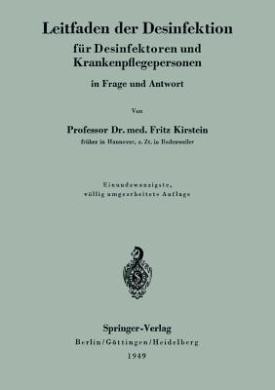 Leitfaden der Desinfektion
für Desinfektoren und
Krankenpflegepersonen
in Frage und Antwort
Von
Professor Dr. med. Fritz Kirstein
früher in Hannover, z. Zt. in Badenweiler
Einundzwanzigste,
völlig umgearbeitete Auflage
Springer-Verlag
Berlin/Göttingen/Heidelberg
1949